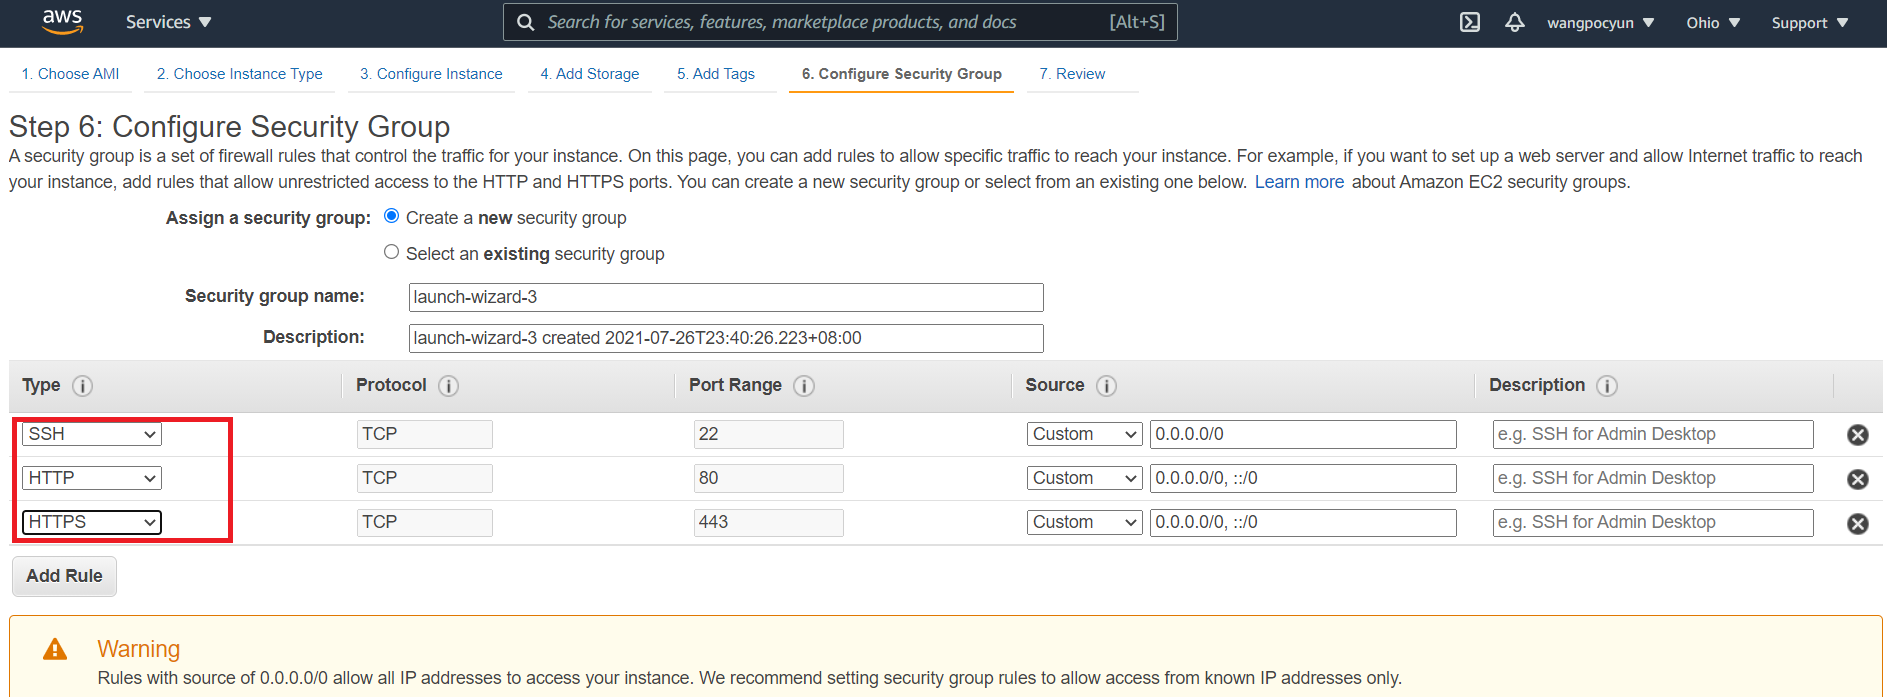 aws Services Search for services, features, marketplace products, and docs [Alt+S] wangpocyun Ohio Support
1. Choose AMI 2. Choose Instance Type 3. Configure Instance 4. Add Storage 5. Add Tags 6. Configure Security Group 7. Review
Step 6: Configure Security Group
A security group is a set of firewall rules that control the traffic for your instance. On this page, you can add rules to allow specific traffic to reach your instance. For example, if you want to set up a web server and allow Internet traffic to reach
your instance, add rules that allow unrestricted access to the HTTP and HTTPS ports. You can create a new security group or select from an existing one below. Learn more about Amazon EC2 security groups.
Assign a security group: Create a new security group
Select an existing security group
Security group name: launch-wizard-3
Description: launch-wizard-3 created 2021-07-26T23:40:26.223+08:00
Type Protocol Port Range Source Description
SSH TCP 22 Custom 0.0.0.0/0 e.g. SSH for Admin Desktop
HTTP TCP 80 Custom 0.0.0.0/0, ::/0 e.g. SSH for Admin Desktop
HTTPS TCP 443 Custom 0.0.0.0/0, ::/0 e.g. SSH for Admin Desktop
Add Rule
Warning
Rules with source of 0.0.0.0/0 allow all IP addresses to access your instance. We recommend setting security group rules to allow access from known IP addresses only.